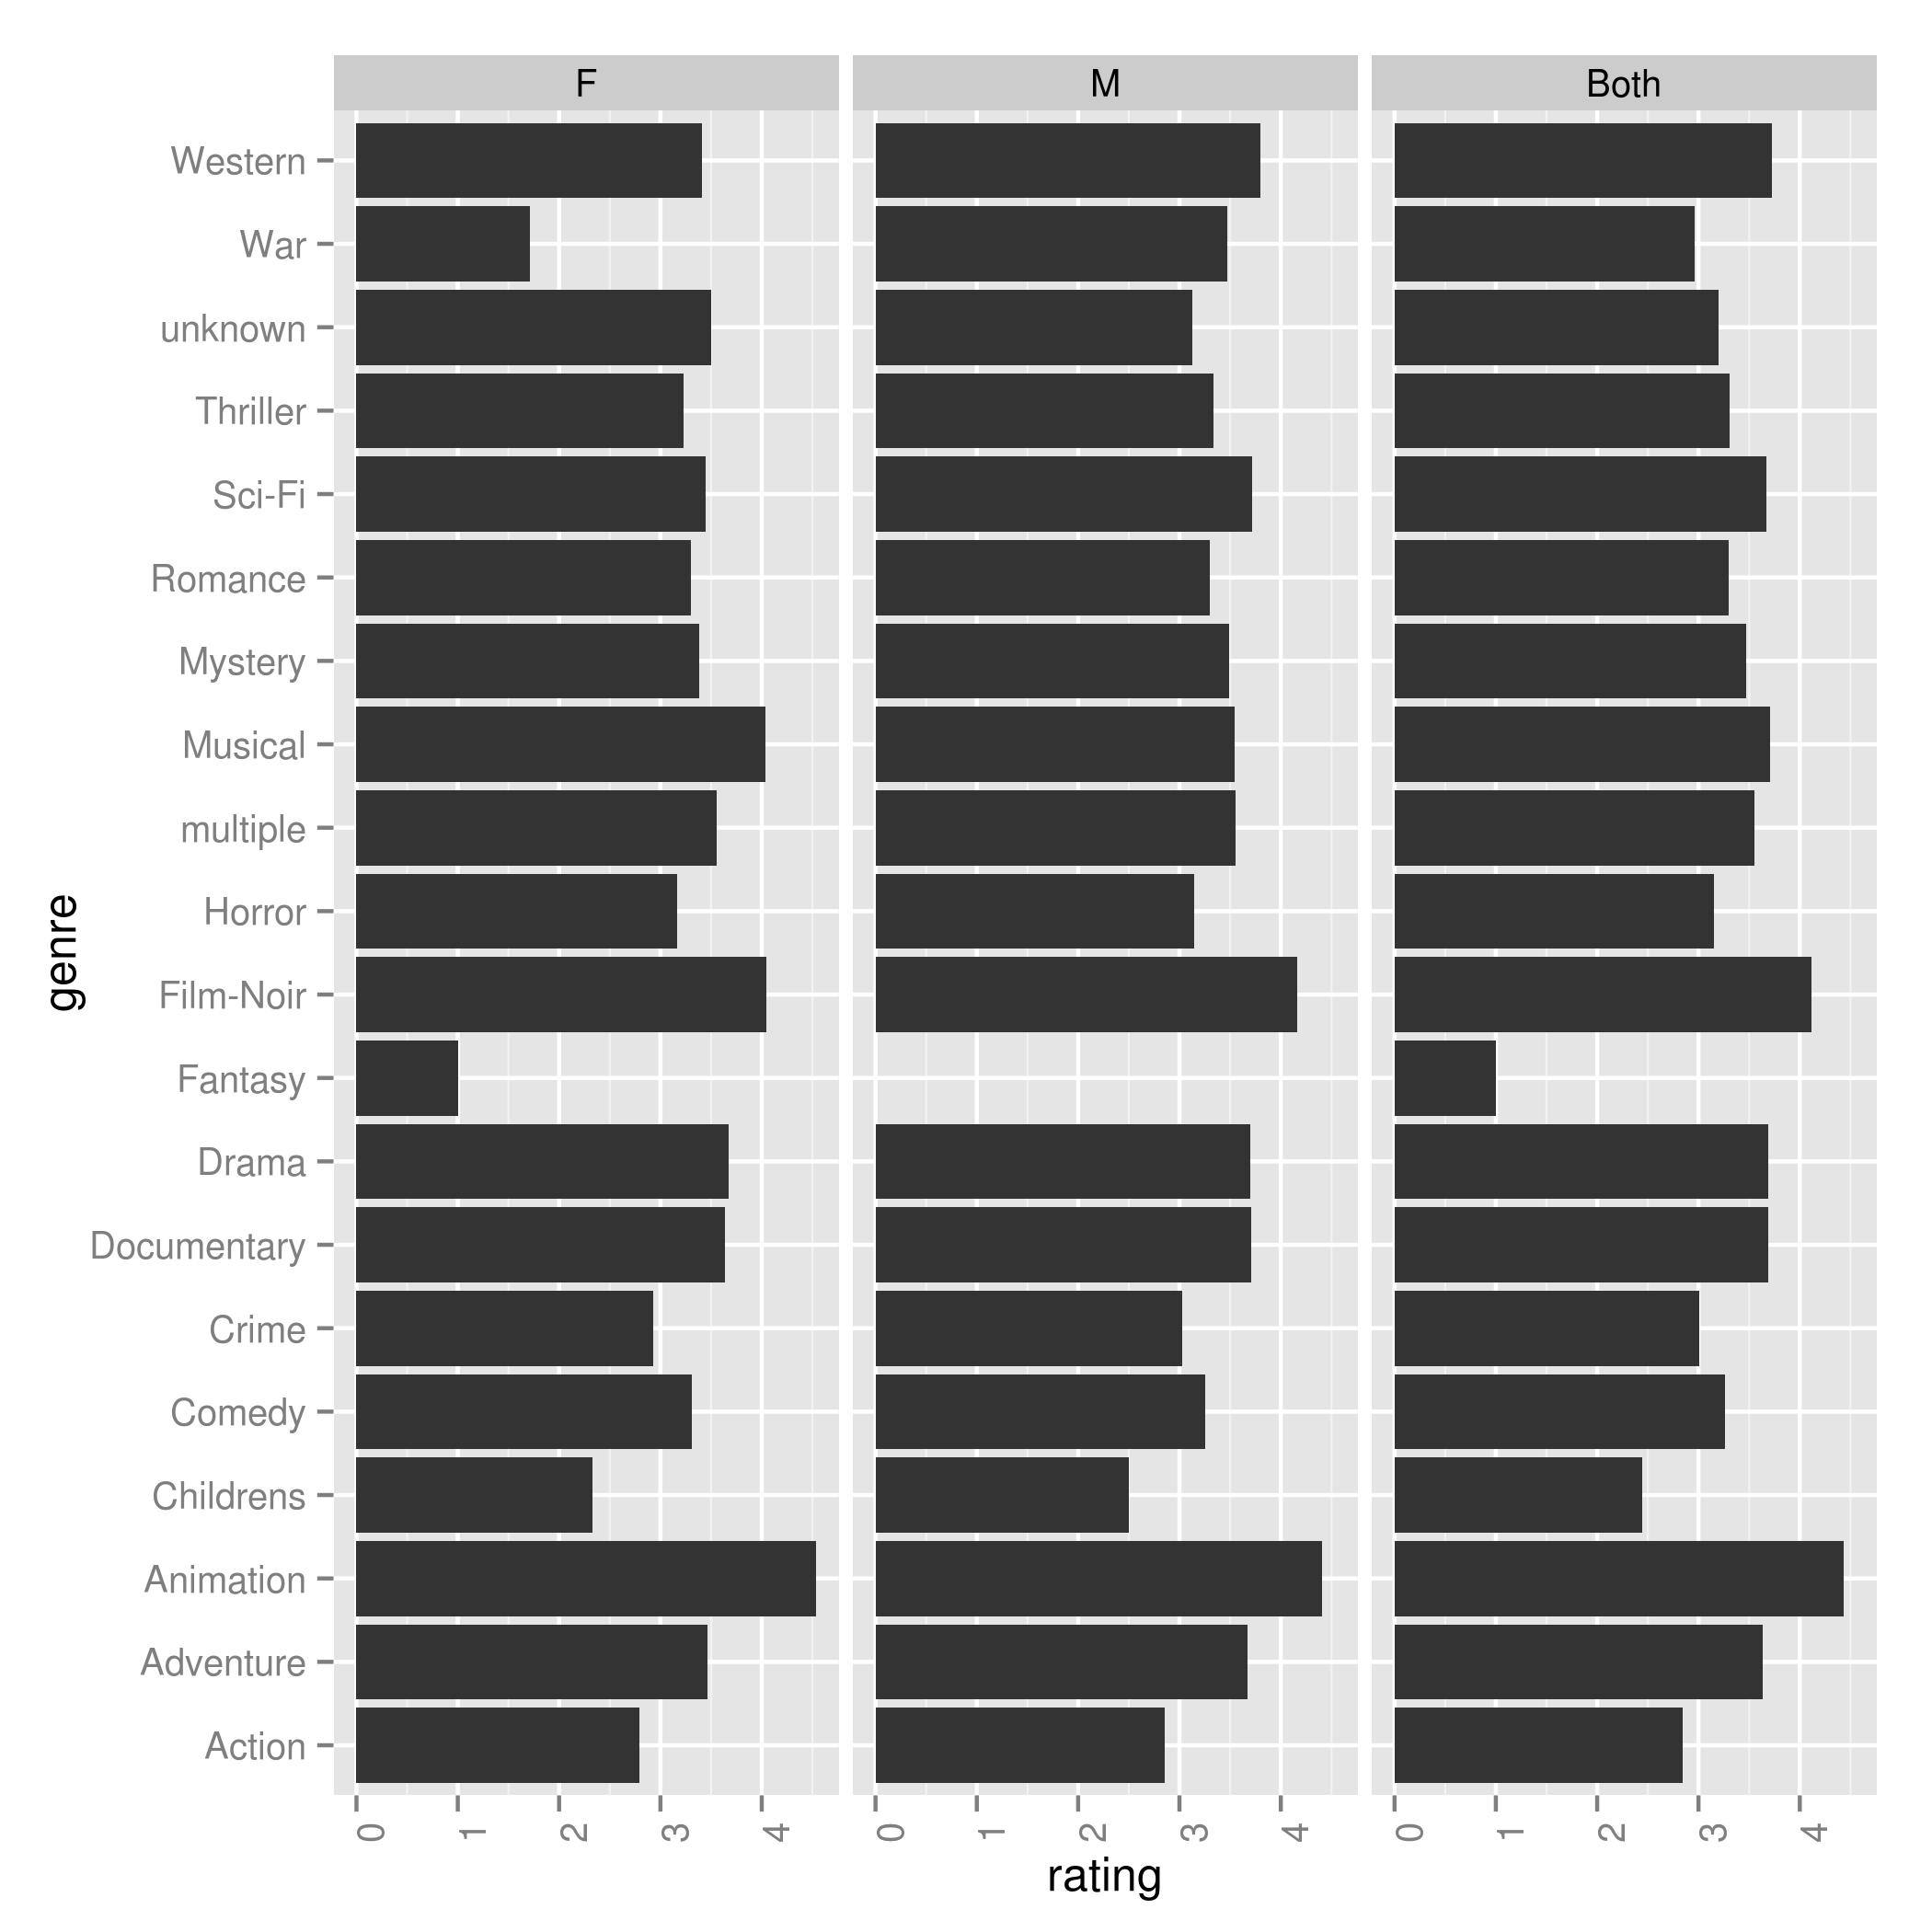 F M Both
Western
War
unknown
Thriller
Sci-Fi
Romance
Mystery
Musical
multiple
Horror
Film-Noir
Fantasy
Drama
Documentary
Crime
Comedy
Childrens
Animation
Adventure
Action
genre
0 1 2 3 4 0 1 2 3 4 0 1 2 3 4
rating